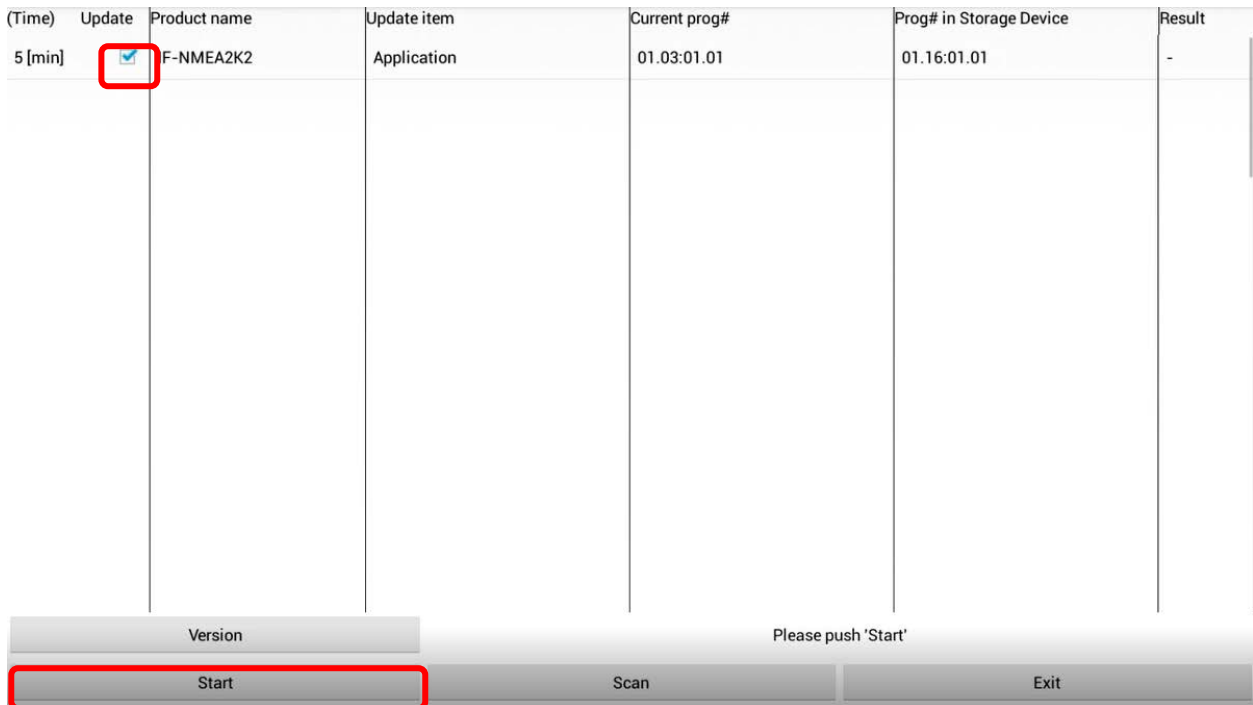 (Time) Update Product name Update item Current prog# Prog# in Storage Device Result
5 [min] F-NMEA2K2 Application 01.03:01.01 01.16:01.01 -
Version Please push 'Start'
Start Scan Exit